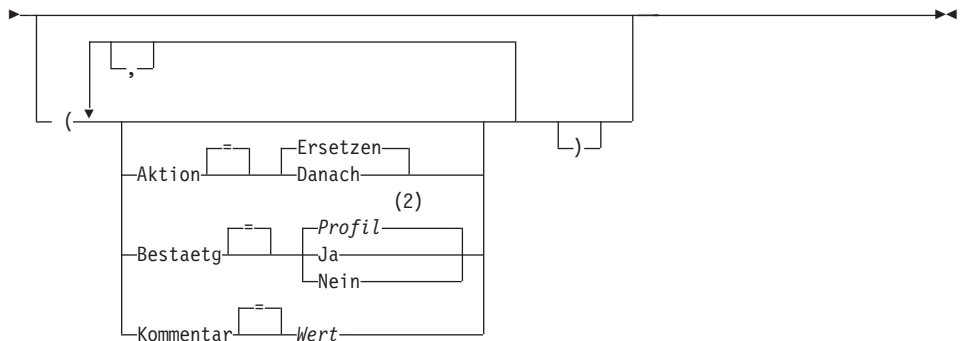 ,
(
)
= Ersetzen
Aktion Danach
(2)
= Profil
Bestaetg Ja
Nein
=
Kommentar Wert